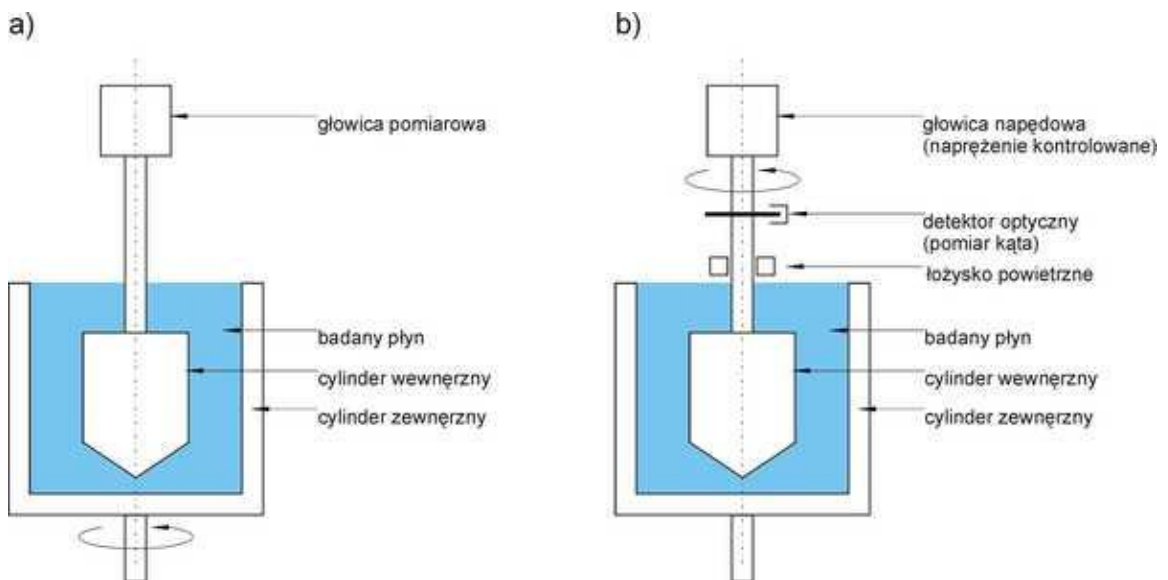 a)
głowica pomiarowa
badany płyn
cylinder wewnęrzny
cylinder zewnęrzny
b)
głowica napędowa
(naprężenie kontrolowane)
detektor optyczny
(pomiar kąta)
łożysko powietrzne
badany płyn
cylinder wewnęrzny
cylinder zewnęrzny